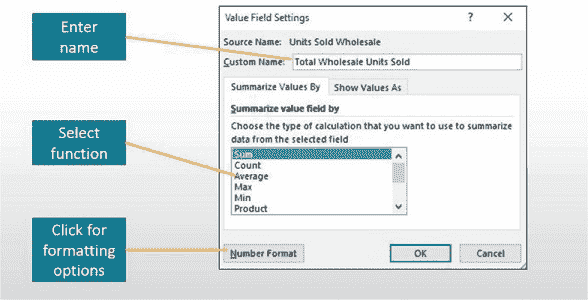 Enter
name
Select
function
Click for
formatting
options
Value Field Settings
?
Source Name: Units Sold Wholesale
Custom Name: Total Wholesale Units Sold
Summarize Values By Show Values As
Summarize value field by
Choose the type of calculation that you want to use to summarize
data from the selected field
Sum
Count
Average
Max
Min
Product
Number Format OK Cancel